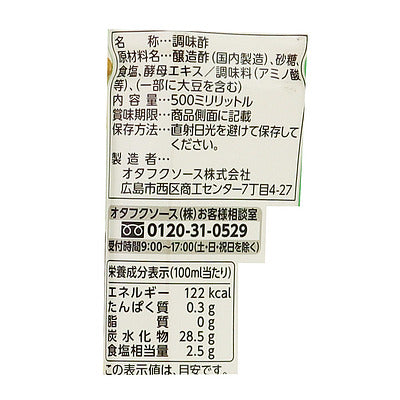 名称―調味酢
原材料名―醸造酢(国内製造)、砂糖、
食塩、酵母エキス/調味料(アミノ酸
等)、(一部に大豆を含む)
内容量―500ミリリットル
賞味期限―商品側面に記載
保存方法―直射日光を避けて保存して
ください。
製造者―
オタフクソース株式会社
広島市西区商工センター7丁目4-27
オタフクソース(株)お客様相談室
0120-31-0529
受付時間9:00〜17:00(土・日・祝日を除く)
栄養成分表示(100ml当たり)
エネルギー 122 kcal
たんぱく質 0.3 g
脂質 0 g
炭水化物 28.5 g
食塩相当量 2.5 g
この表示値は、目安です。